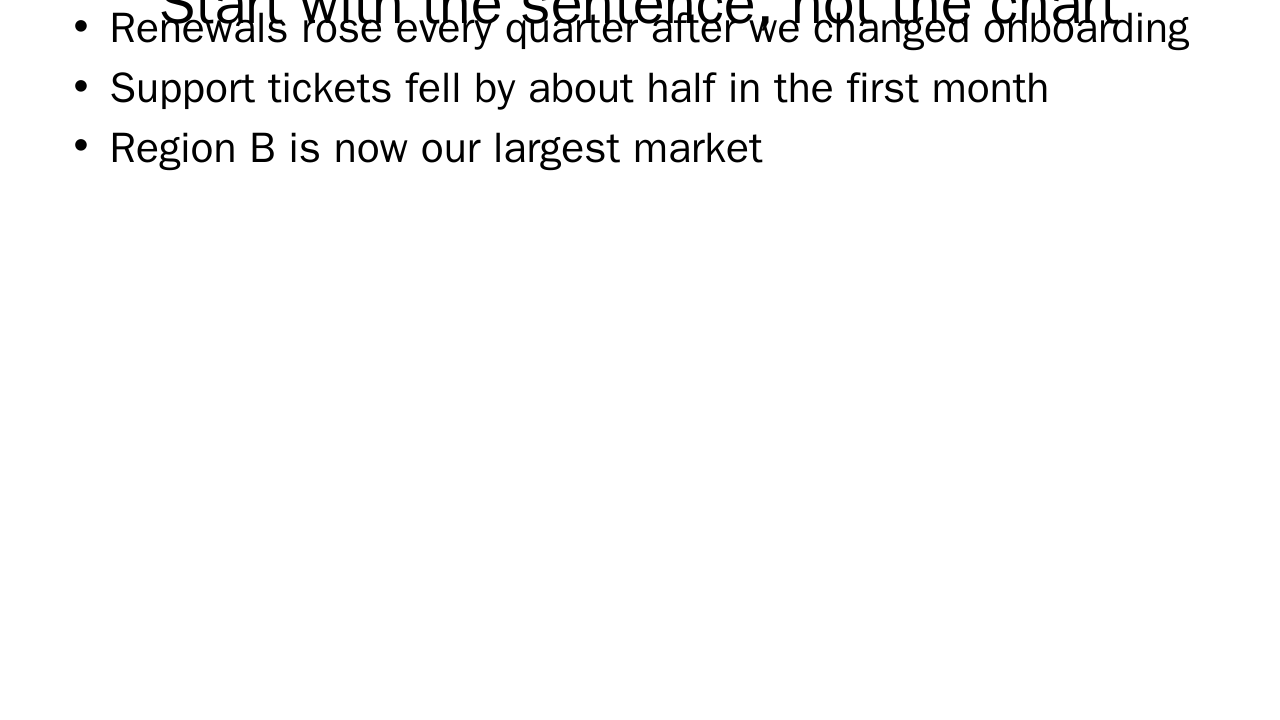 Start with the sentence, not the chart
Renewals rose every quarter after we changed onboarding
Support tickets fell by about half in the first month
Region B is now our largest market